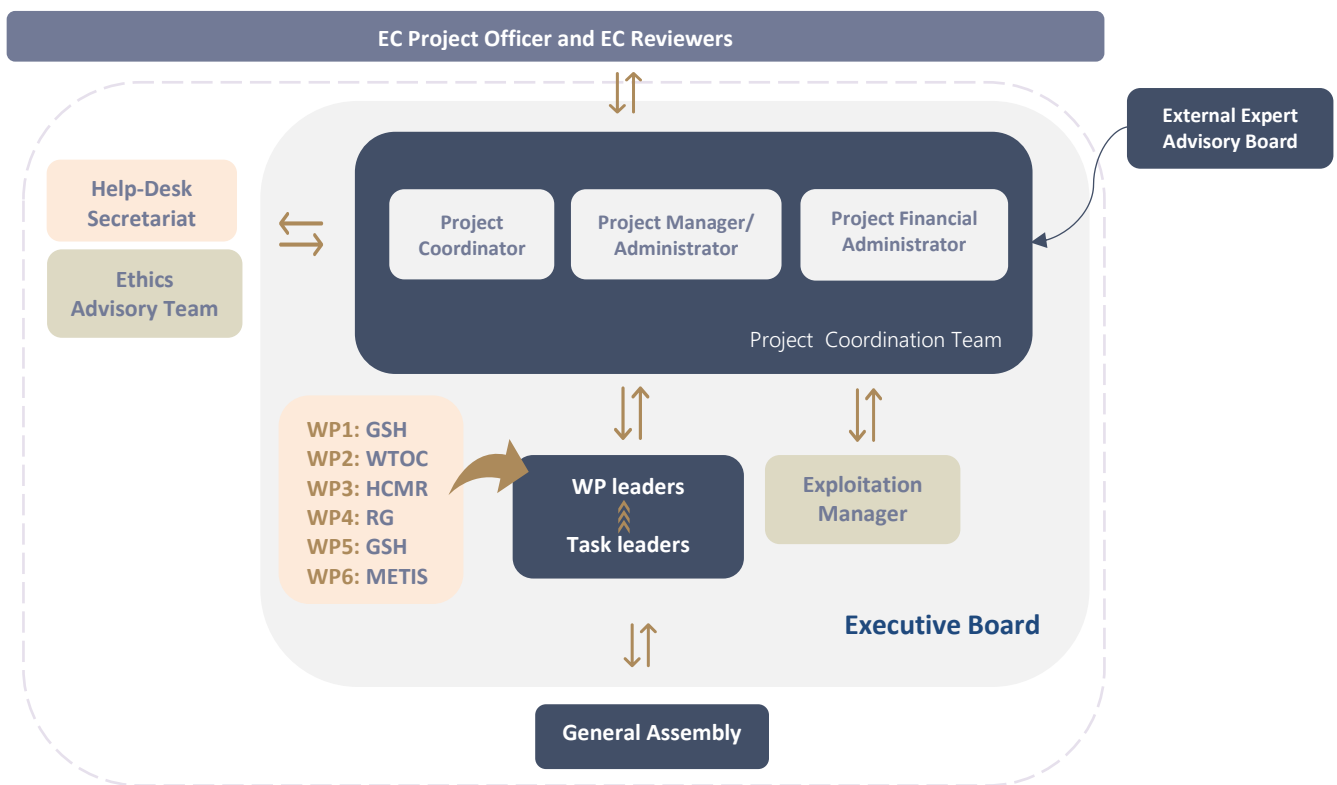 EC Project Officer and EC Reviewers
External Expert
Advisory Board
Help-Desk
Secretariat
Ethics
Advisory Team
Project
Coordinator
Project Manager/
Administrator
Project Financial
Administrator
Project Coordination Team
WP1: GSH
WP2: WTOC
WP3: HCMR
WP4: RG
WP5: GSH
WP6: METIS
WP leaders
Task leaders
Exploitation
Manager
Executive Board
General Assembly